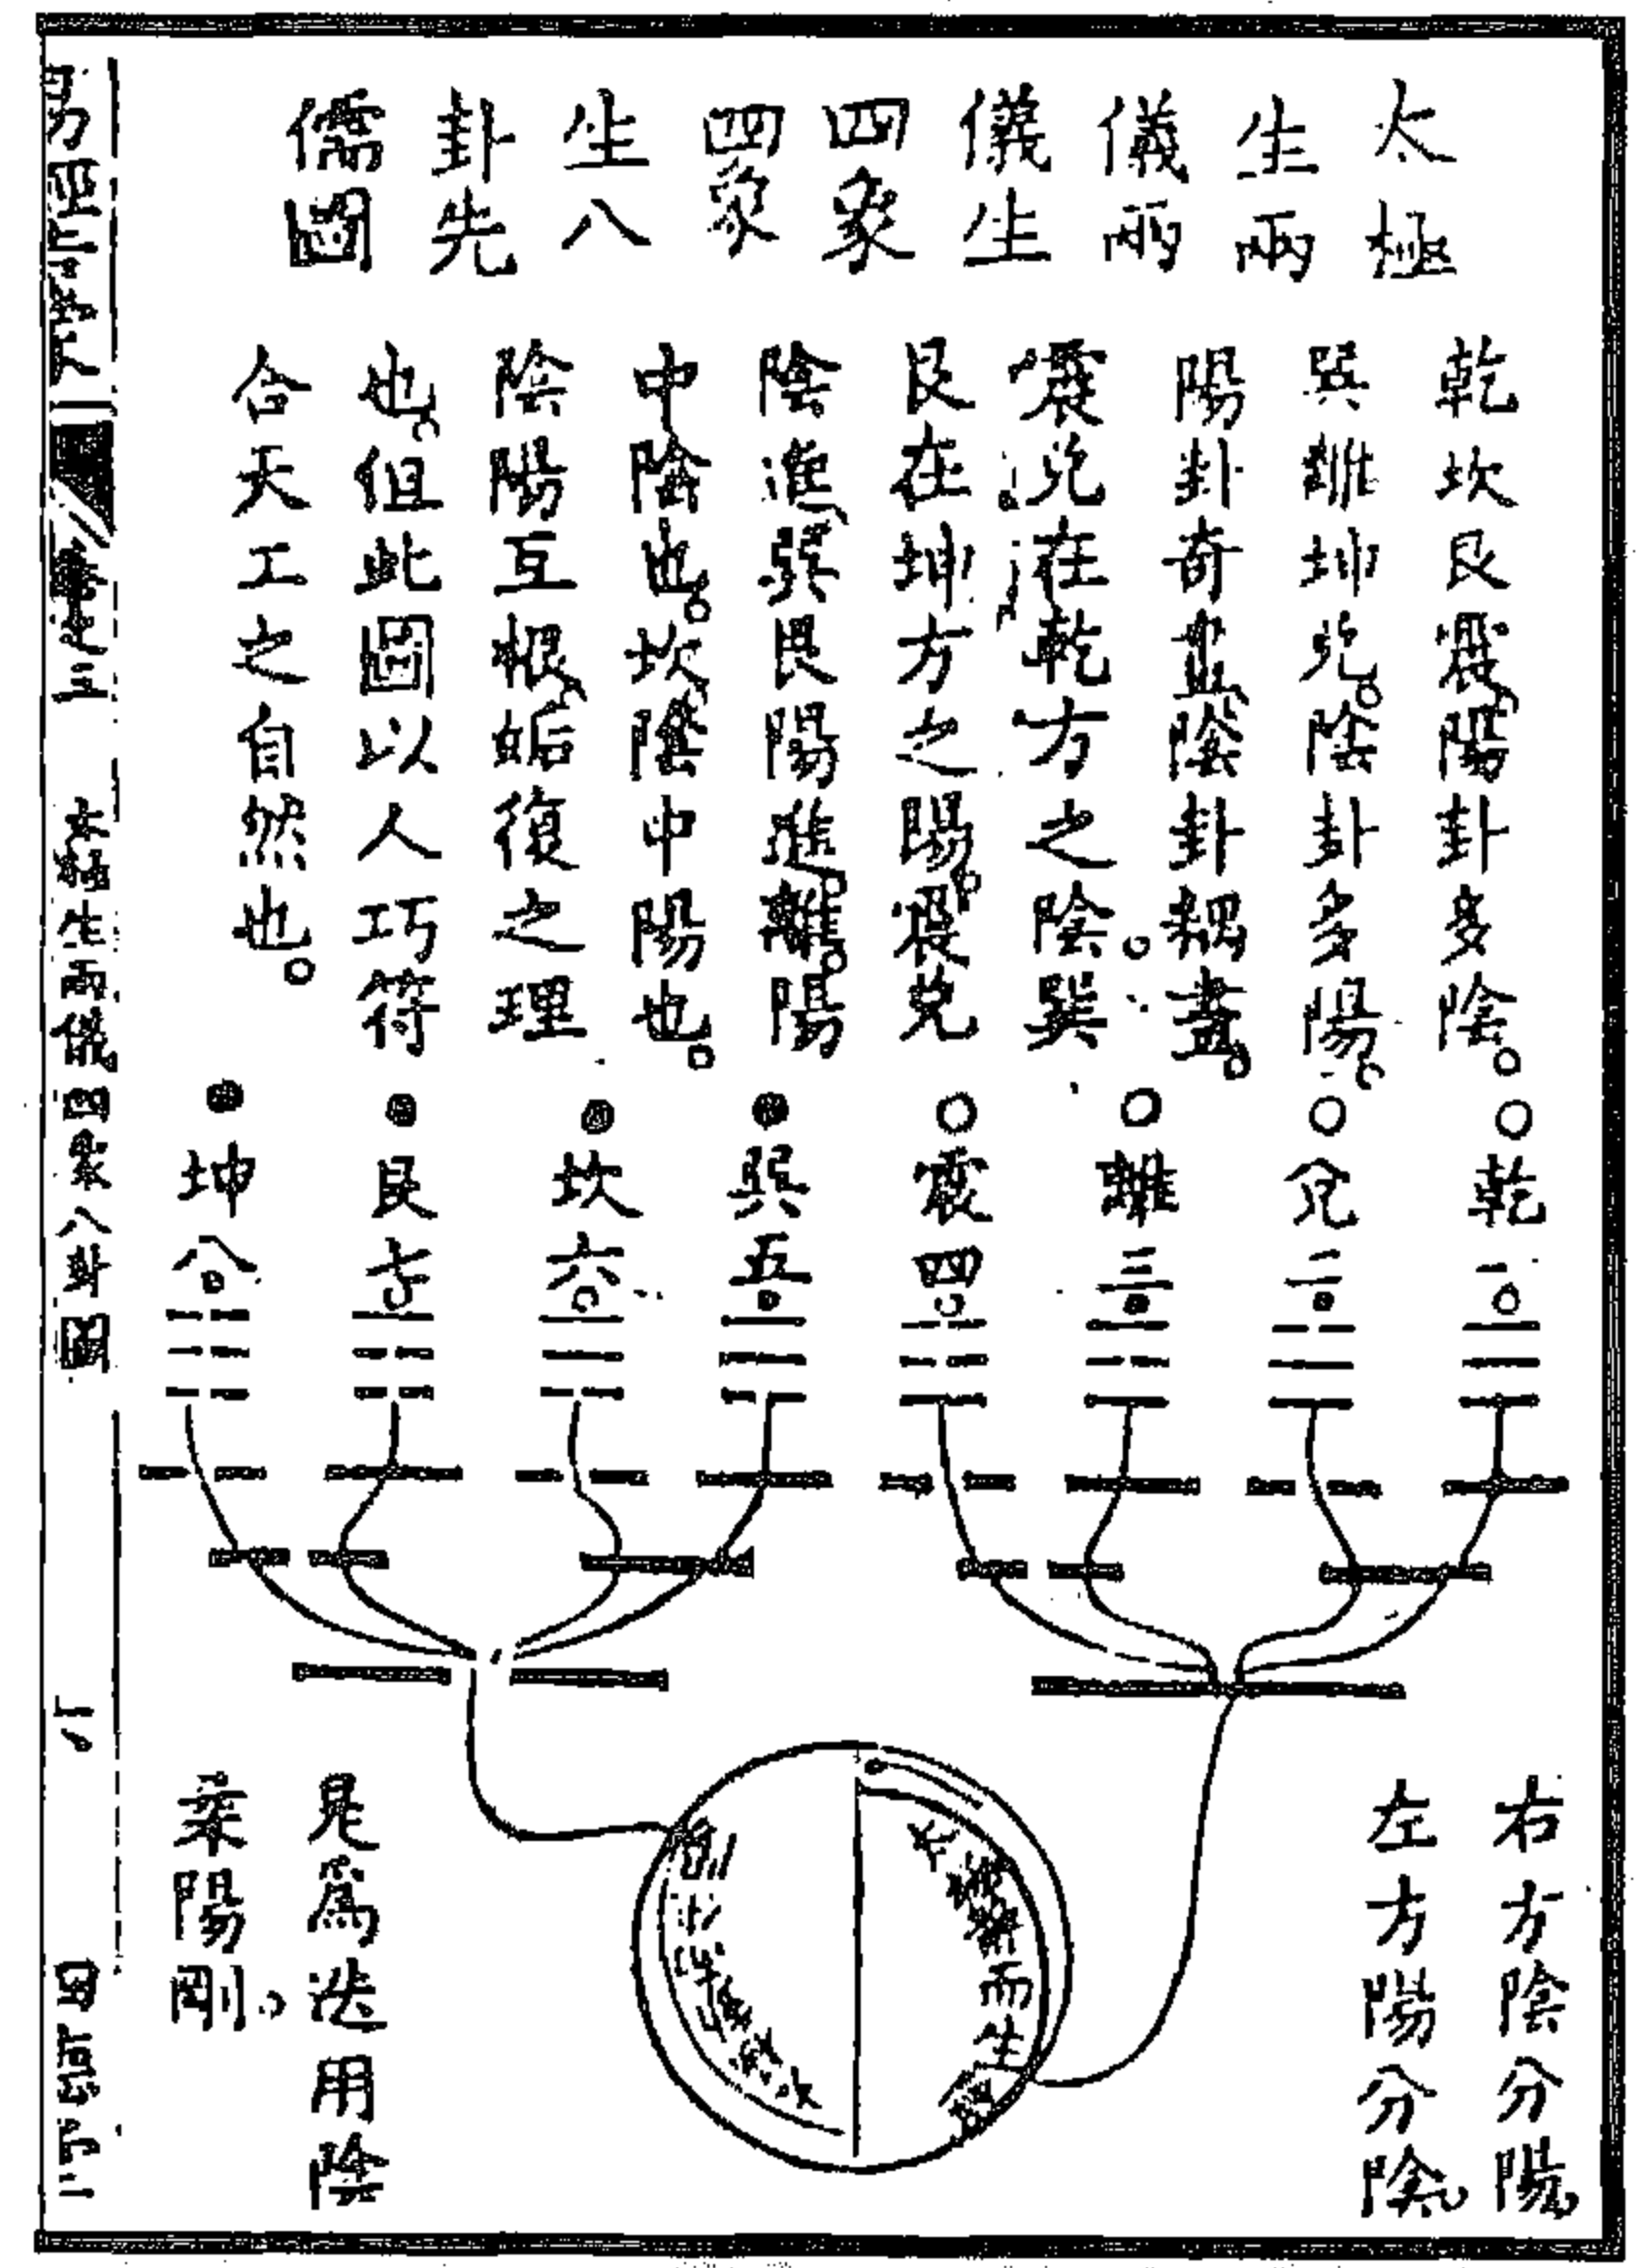 太極
生兩
儀兩
儀生
四象
四象
生八
卦先
儒圖
乾坎艮震、陽卦多陰。
巽離坤兌。陰卦多陽。
陽卦奇盈、陰卦耦盡。
震兌在乾方之陰。巽
艮在坤方之陽。震兌
陰進、巽艮陽進。離。陽
中陰也。坎、陰中陽也。
陰陽互根、姤復之理
也。但此圖以人巧符
合天工之自然也。
○乾一
○兌二
○離三
○震四
巽五
坎六
艮七
坤八
右方陰分陽
左方陽分陰
是爲法用陰
乘陽剛。
生兩儀四象八卦圖